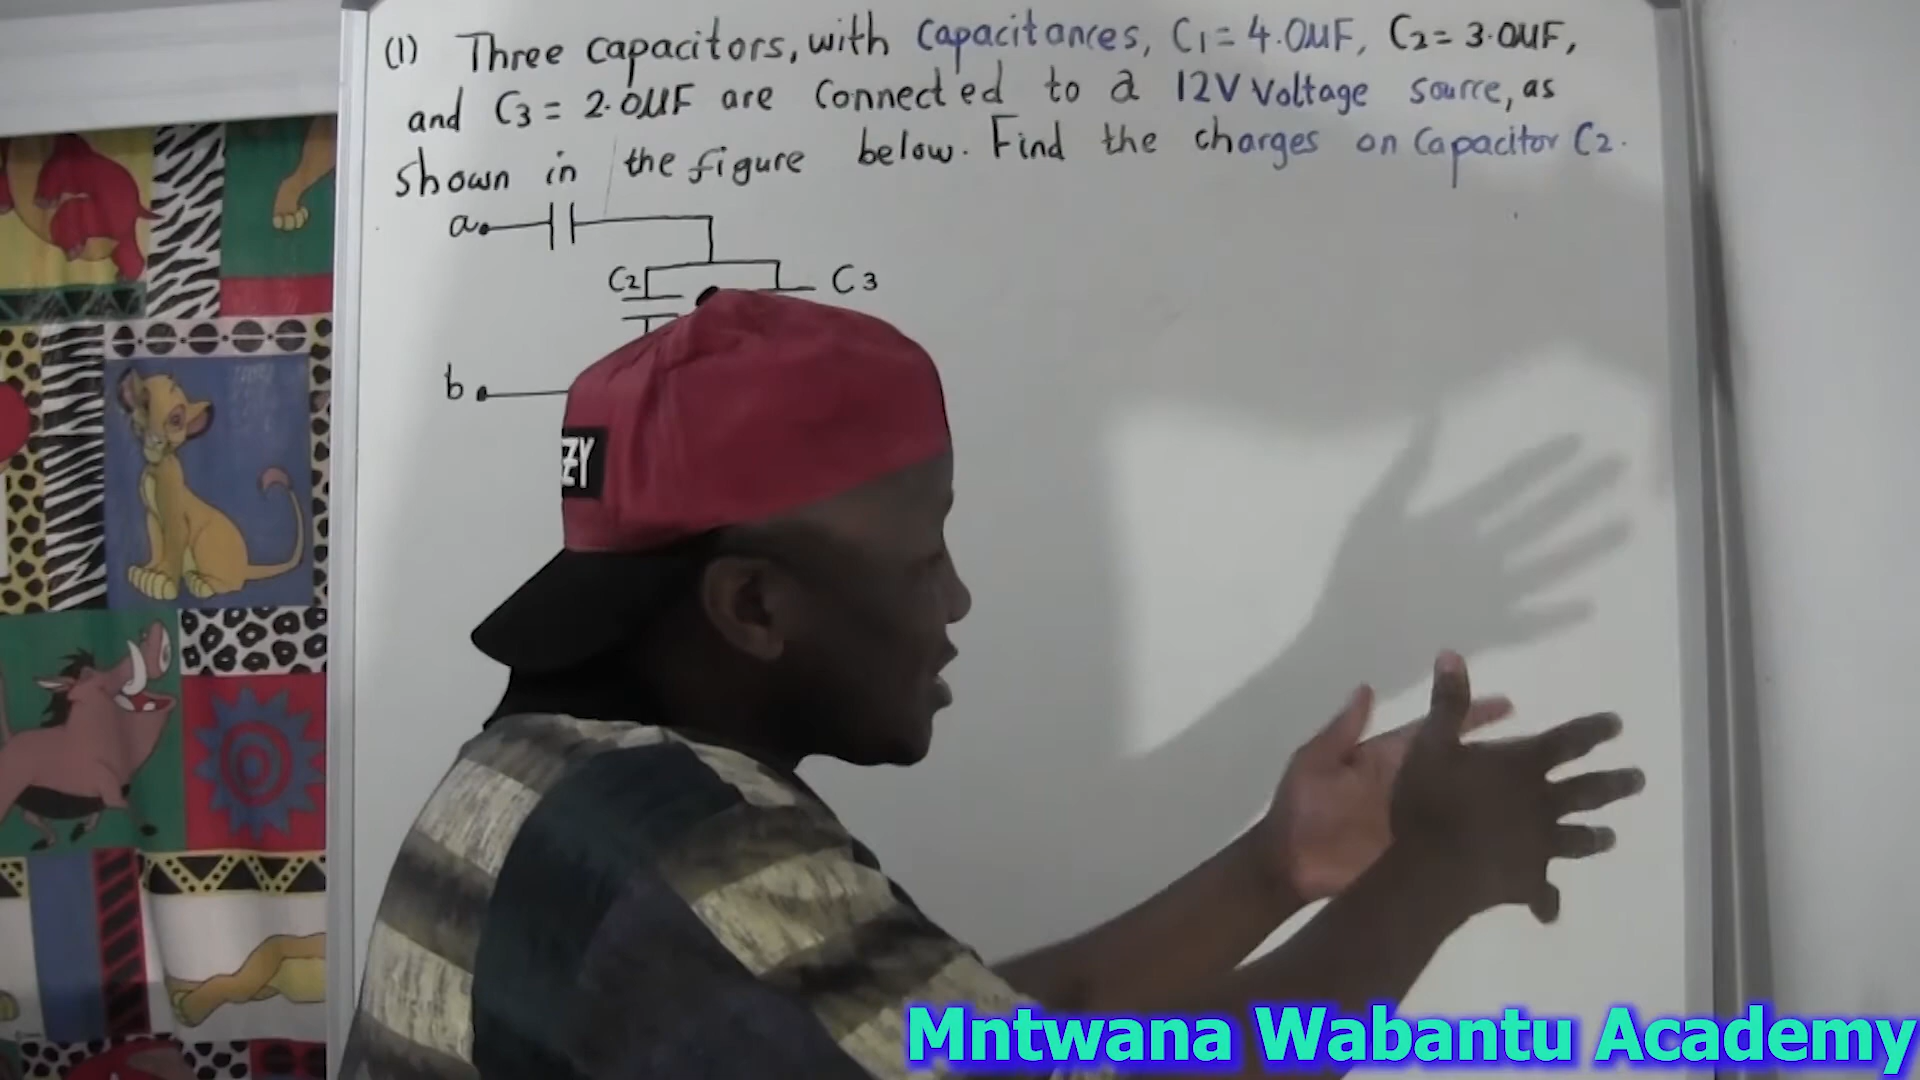 (1) Three capacitors, with capacitances, C1 = 4.0µF, C2 = 3.0µF,
and C3 = 2.0µF are connected to a 12V voltage source, as
shown in the figure below. Find the charges on capacitor C2.
a
C2
C3
b
ZY
Mntwana Wabantu Academy